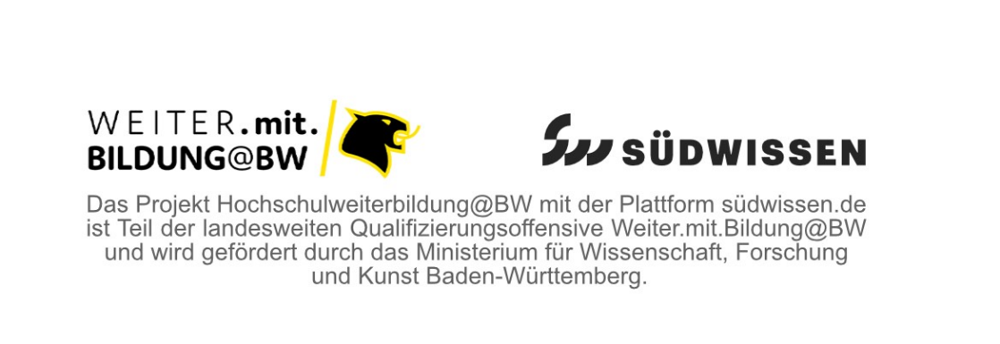 WEITER.mit.
BILDUNG@BW
SÜDWISSEN
Das Projekt Hochschulweiterbildung@BW mit der Plattform südwissen.de
ist Teil der landesweiten Qualifizierungsoffensive Weiter.mit.Bildung@BW
und wird gefördert durch das Ministerium für Wissenschaft, Forschung
und Kunst Baden-Württemberg.